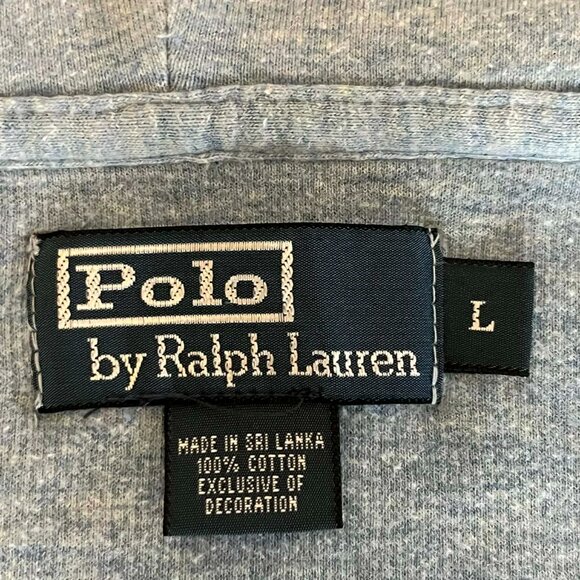 Polo
by Ralph Lauren
L
MADE IN SRI LANKA
100% COTTON
EXCLUSIVE OF
DECORATION